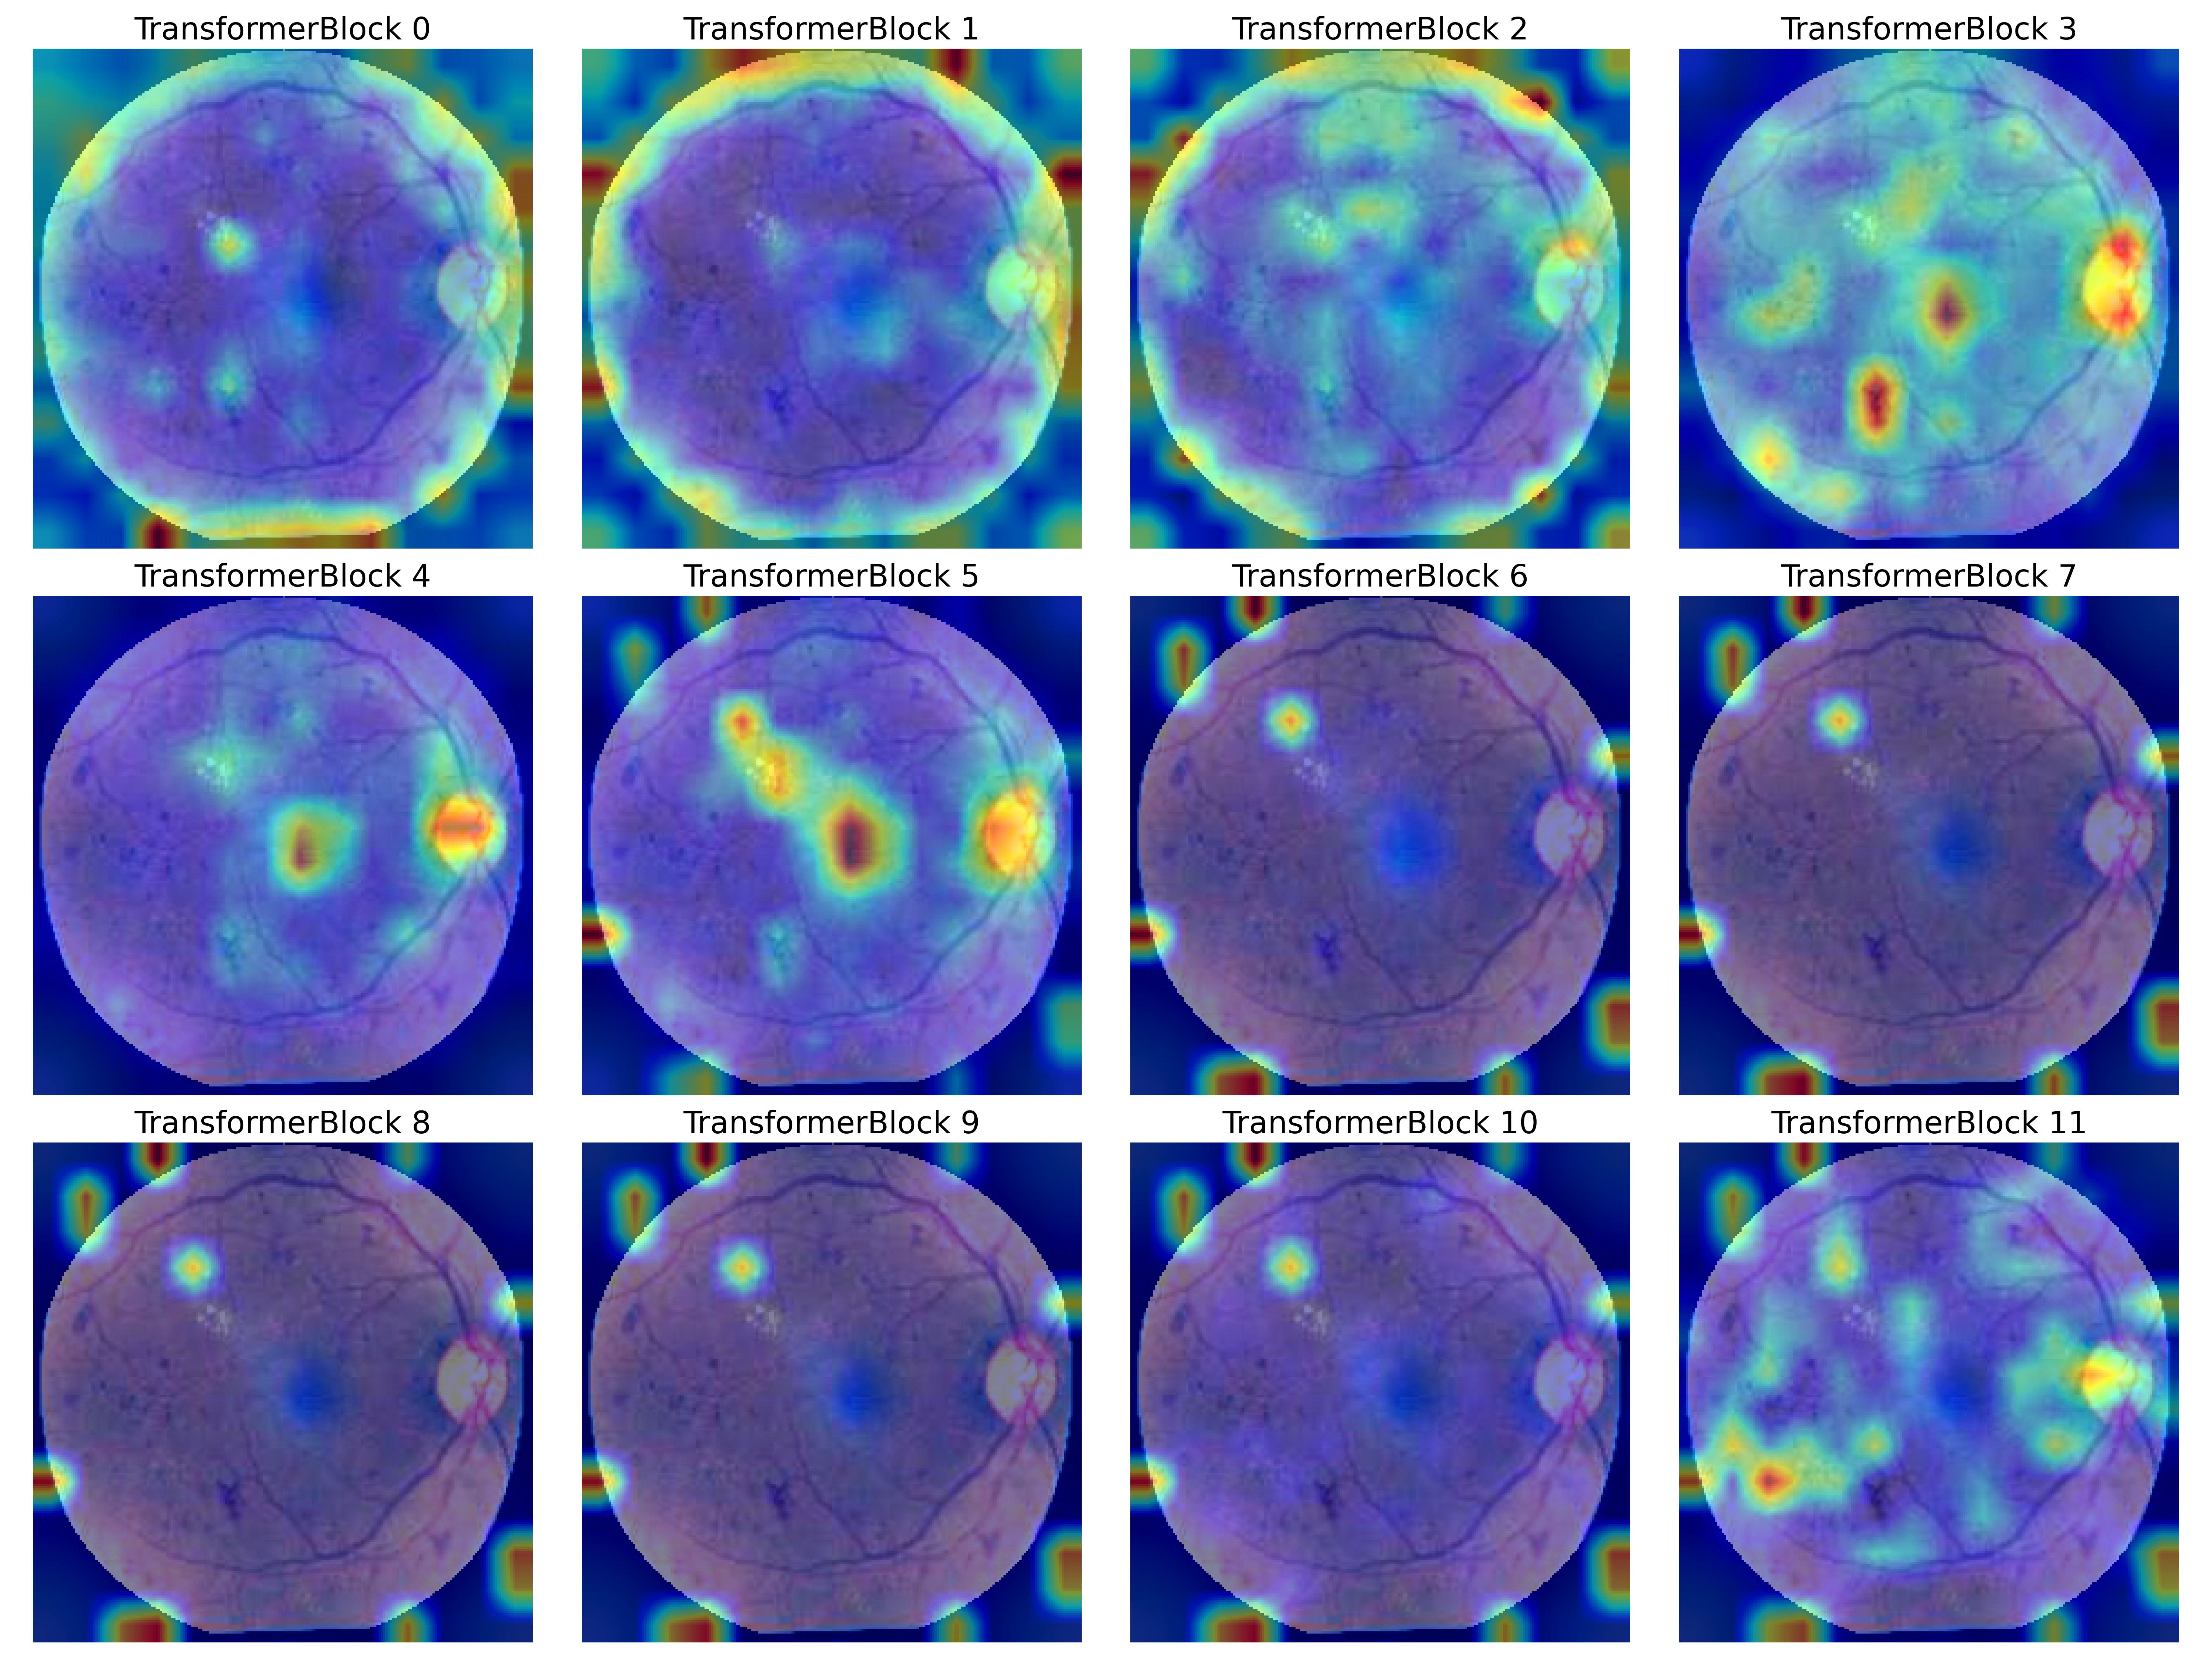 TransformerBlock 0
TransformerBlock 1
TransformerBlock 2
TransformerBlock 3
TransformerBlock 4
TransformerBlock 5
TransformerBlock 6
TransformerBlock 7
TransformerBlock 8
TransformerBlock 9
TransformerBlock 10
TransformerBlock 11